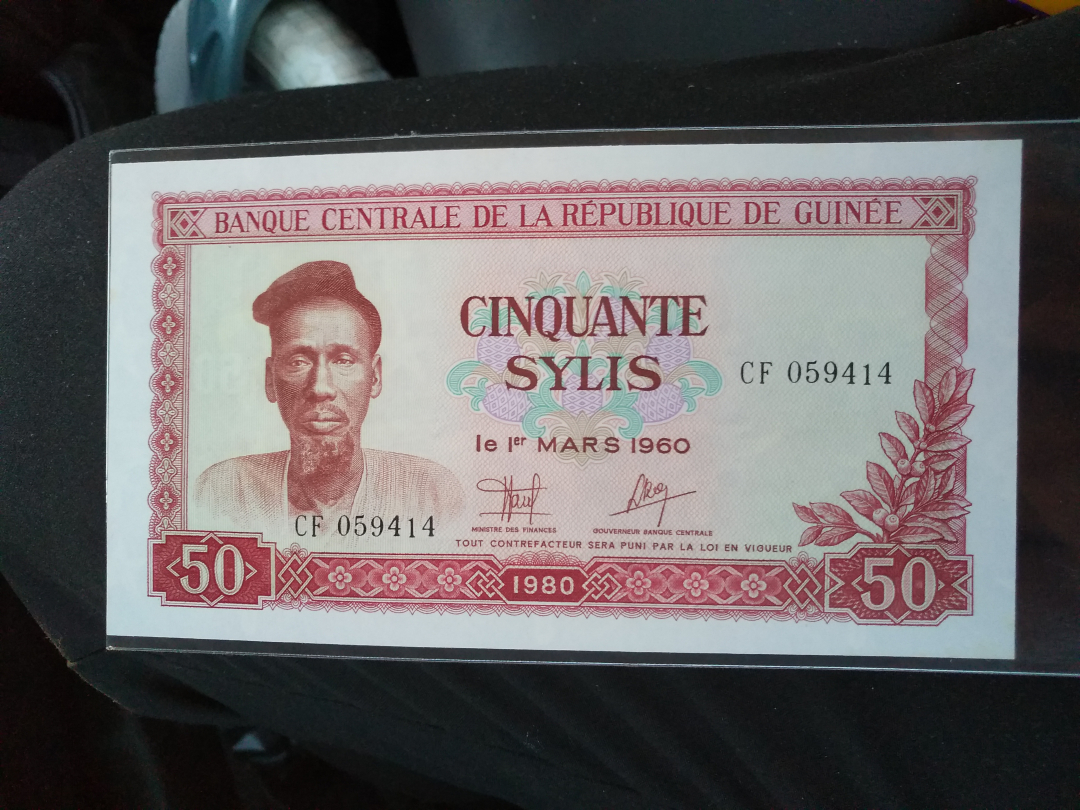 BANQUE CENTRALE DE LA RÉPUBLIQUE DE GUINÉE
CINQUANTE
SYLIS
CF 059414
le 1er MARS 1960
CF 059414
MINISTRE DES FINANCES
GOUVERNEUR BANQUE CENTRALE
TOUT CONTREFACTEUR SERA PUNI PAR LA LOI EN VIGUEUR
50
1980
50